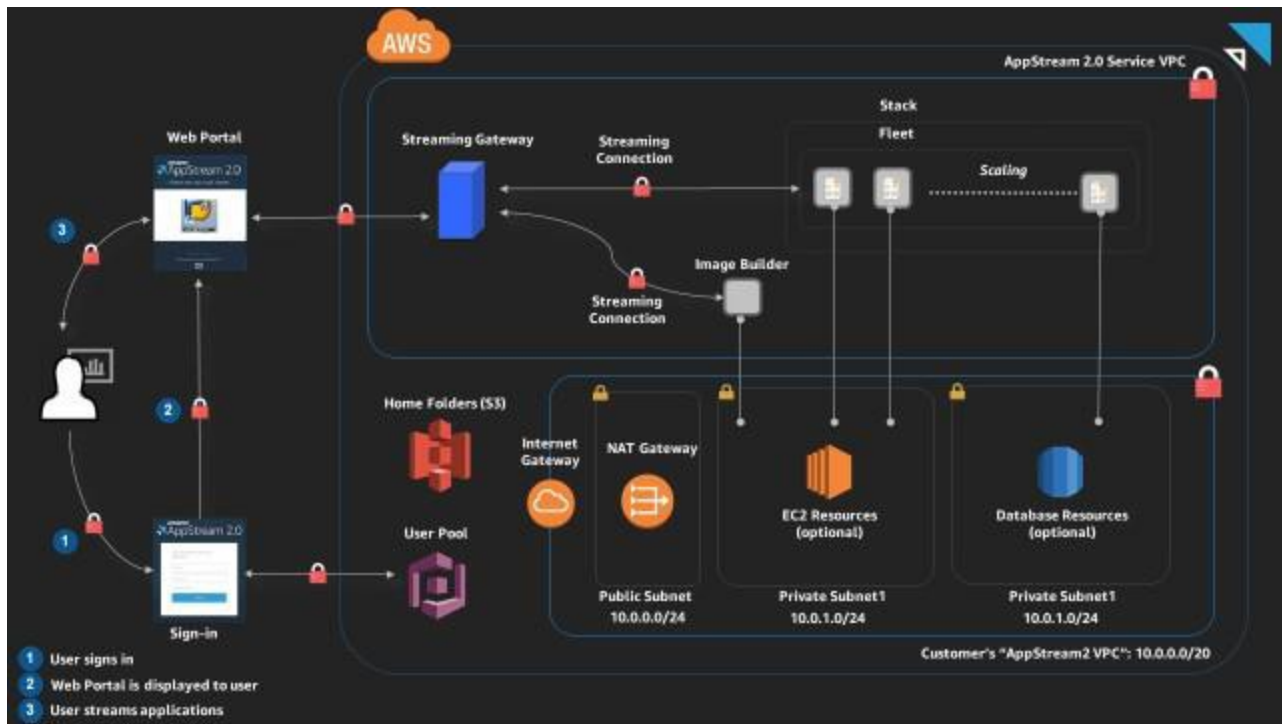 AWS
AppStream 2.0 Service VPC
Stack
Fleet
Scaling
Web Portal
AppStream 2.0
Streaming Gateway
Streaming
Connection
3
Image Builder
Streaming
Connection
2
Home Folders (S3)
Internet
Gateway
NAT Gateway
EC2 Resources
(optional)
Database Resources
(optional)
1
AppStream 2.0
User Pool
Public Subnet
10.0.0.0/24
Private Subnet1
10.0.1.0/24
Private Subnet1
10.0.1.0/24
Sign-in
Customer's "AppStream2 VPC": 10.0.0.0/20
1 User signs in
2 Web Portal is displayed to user
3 User streams applications